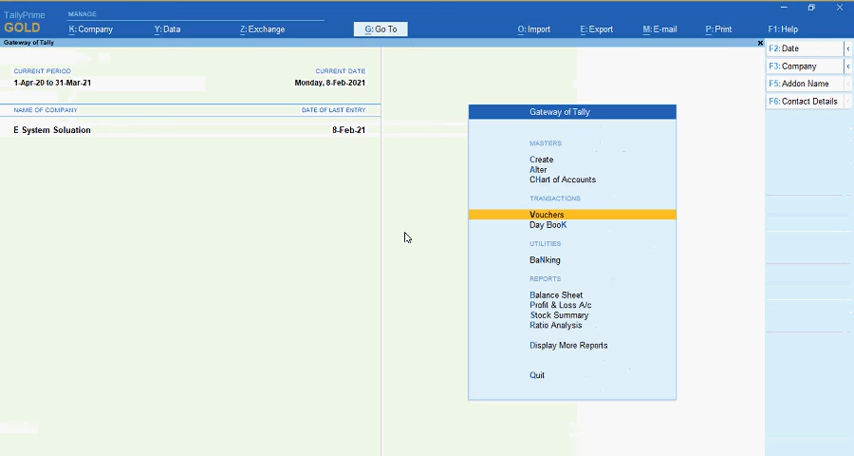 TallyPrime
GOLD
MANAGE
K: Company
Y: Data
Z: Exchange
G: Go To
O: Import
E: Export
M: E-mail
P: Print
F1: Help
Gateway of Tally
x
CURRENT PERIOD
CURRENT DATE
1-Apr-20 to 31-Mar-21
Monday, 8-Feb-2021
NAME OF COMPANY
DATE OF LAST ENTRY
E System Soluation
8-Feb-21
Gateway of Tally
MASTERS
Create
Alter
CHart of Accounts
TRANSACTIONS
Vouchers
Day BooK
UTILITIES
BaNking
REPORTS
Balance Sheet
Profit & Loss A/c
Stock Summary
Ratio Analysis
Display More Reports
Quit
F2: Date
F3: Company
F5: Addon Name
F6: Contact Details